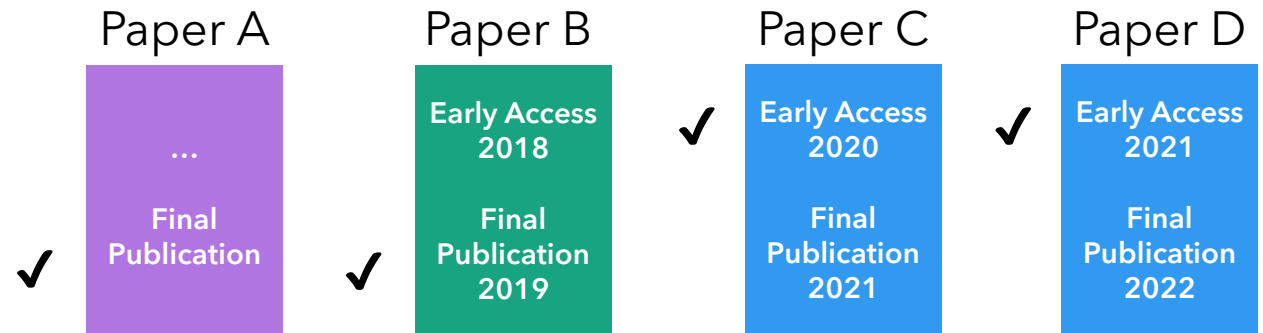 Paper A
...
Final
Publication
Paper B
Early Access
2018
Final
Publication
2019
Paper C
Early Access
2020
Final
Publication
2021
Paper D
Early Access
2021
Final
Publication
2022